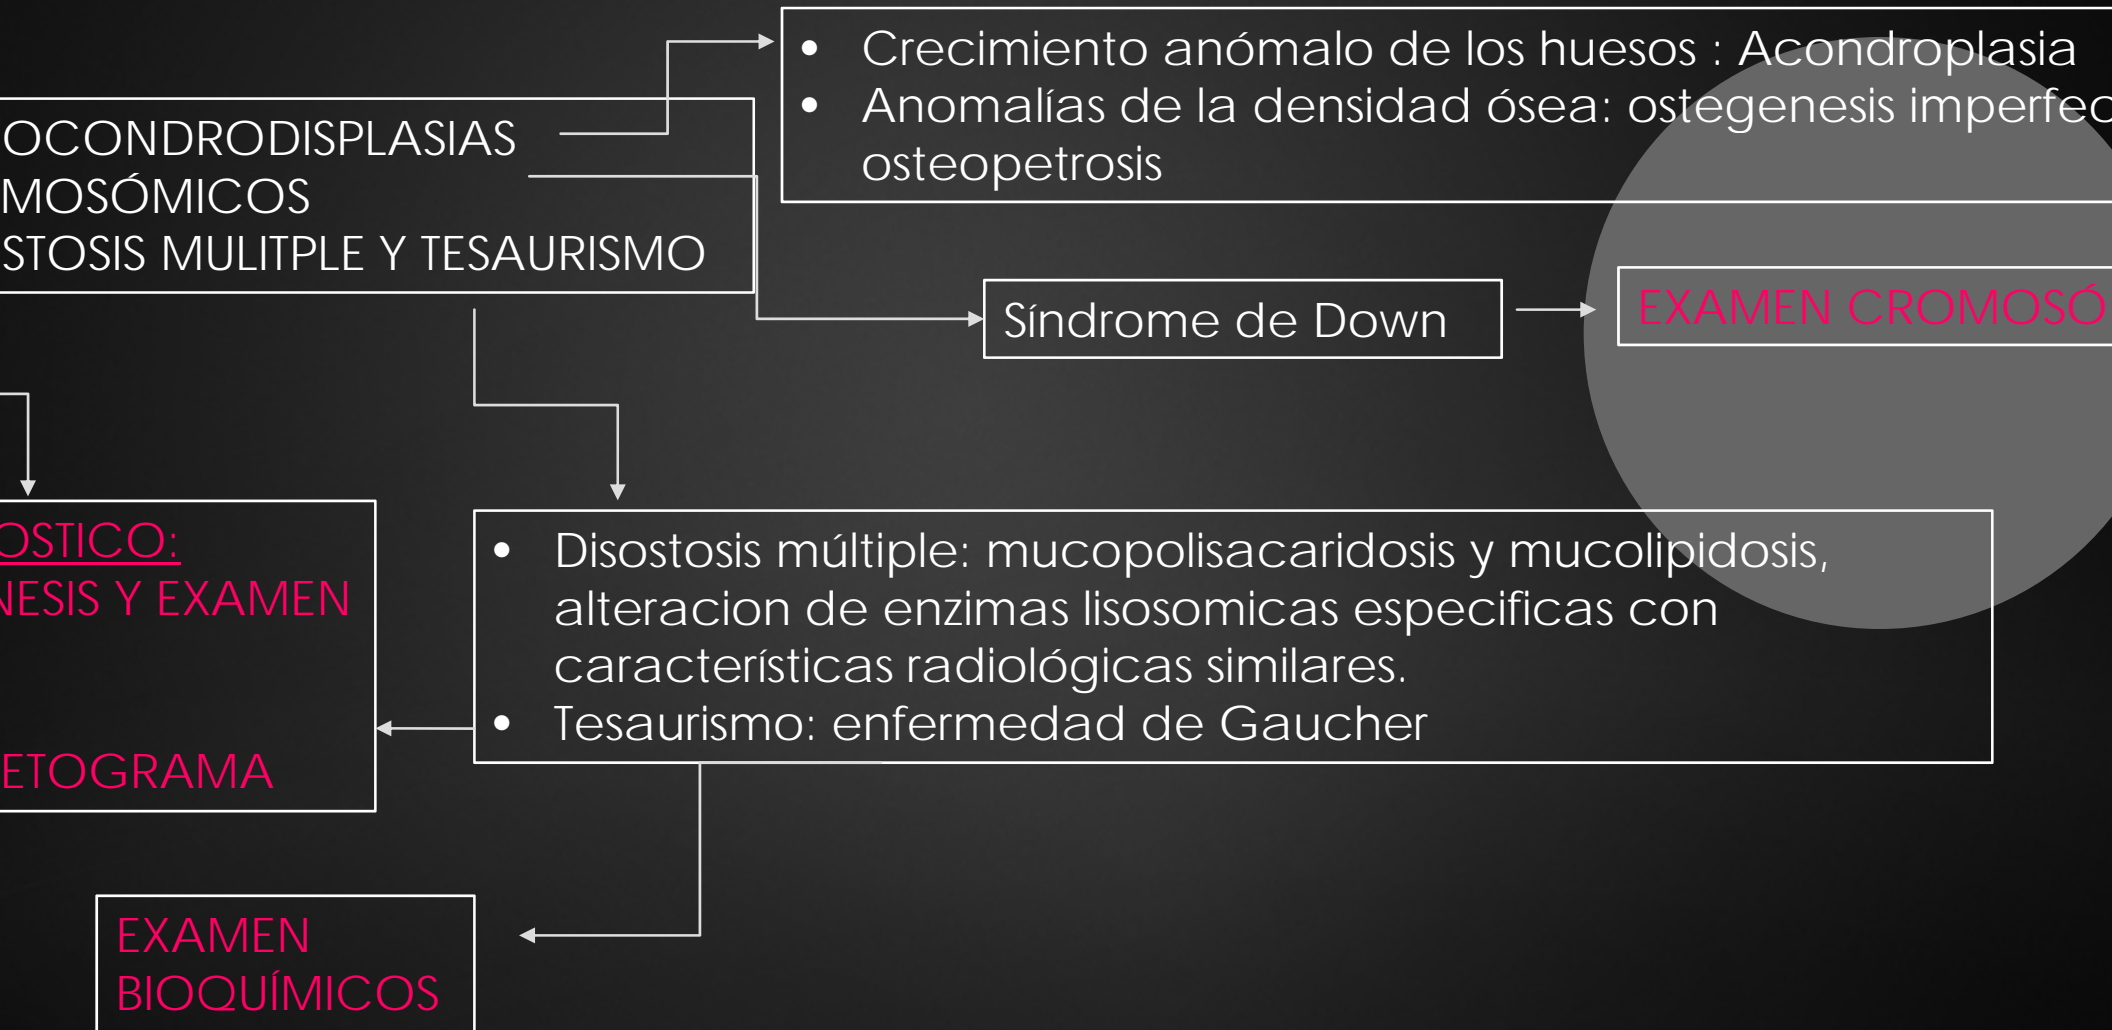 • Crecimiento anómalo de los huesos : Acondroplasia
• Anomalías de la densidad ósea: ostegenesis imperfec
osteopetrosis
OCONDRODISPLASIAS
MOSÓMICOS
STOSIS MULITPLE Y TESAURISMO
Síndrome de Down
EXAMEN CROMOSÓ
OSTICO:
NESIS Y EXAMEN
ETOGRAMA
• Disostosis múltiple: mucopolisacaridosis y mucolipidosis,
alteracion de enzimas lisosomicas especificas con
características radiológicas similares.
• Tesaurismo: enfermedad de Gaucher
EXAMEN
BIOQUÍMICOS